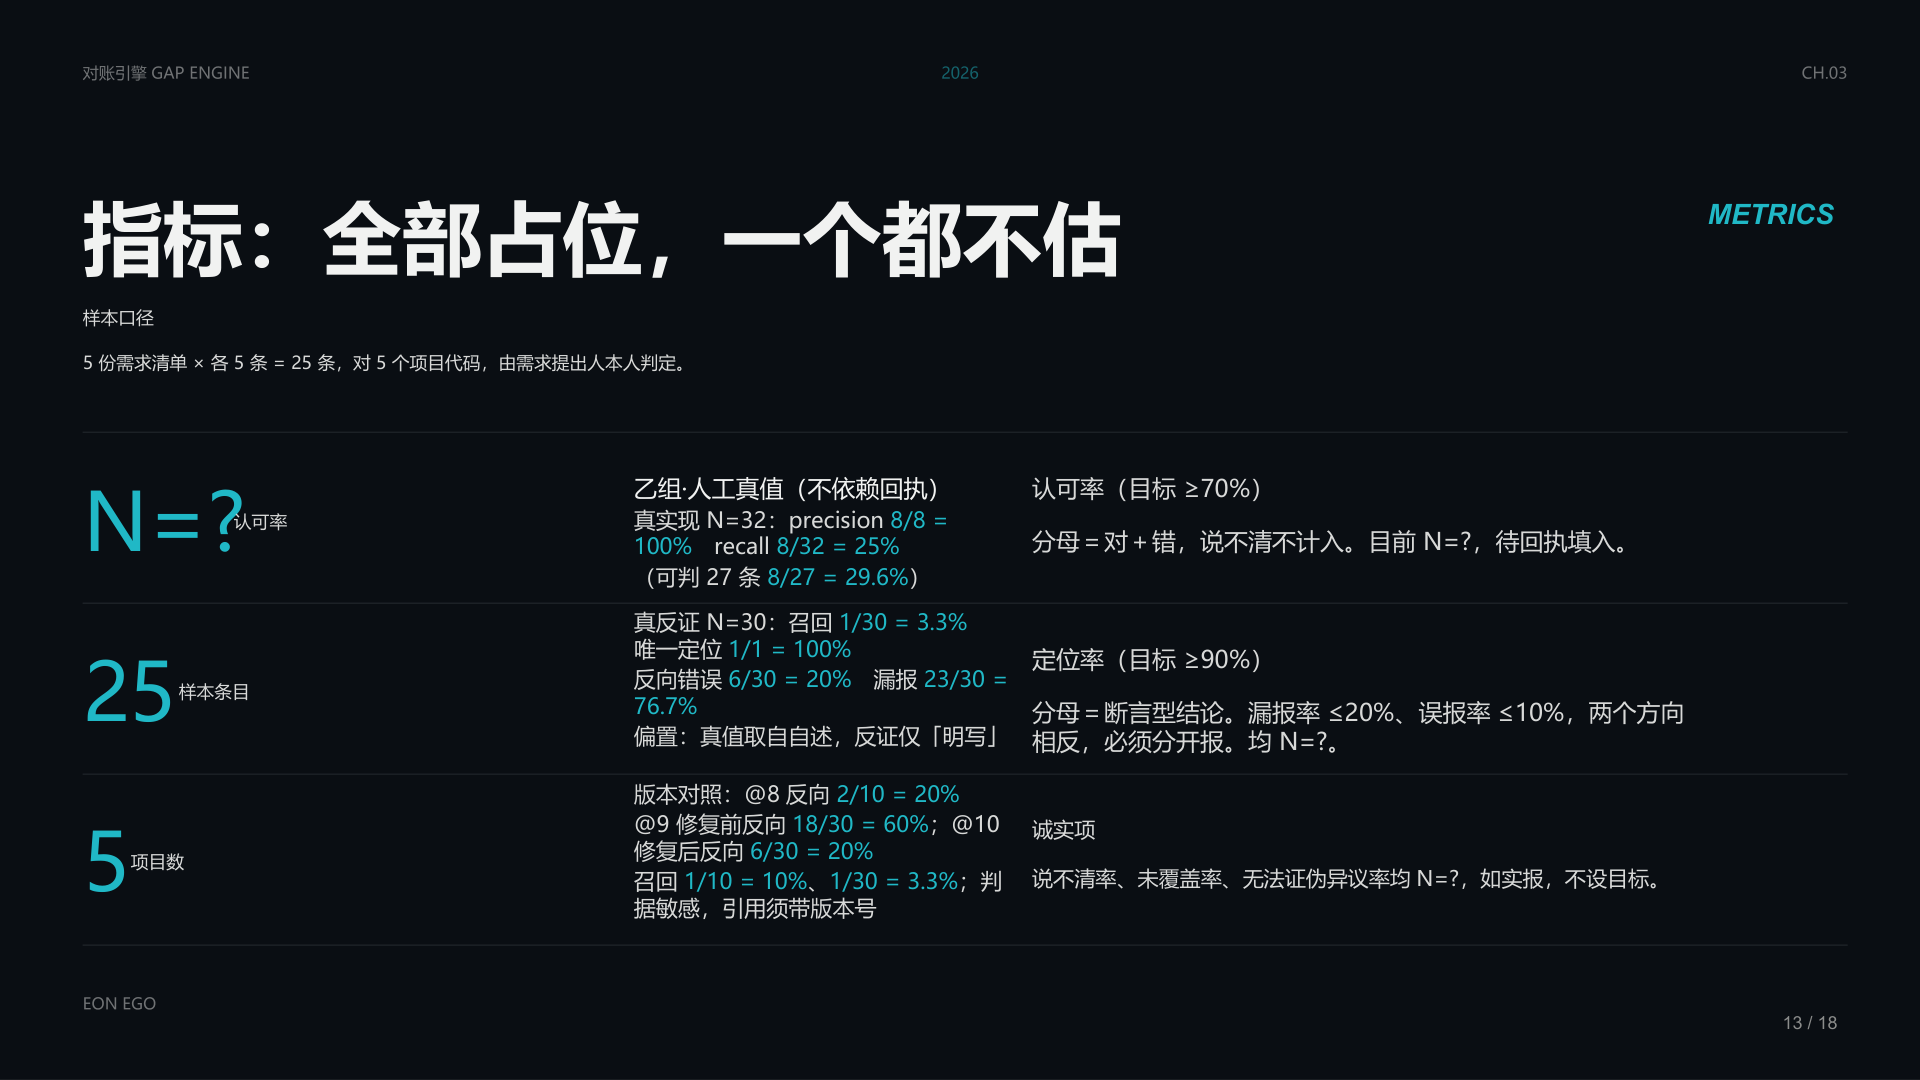 对账引擎 GAP ENGINE
2026
CH.03
指标：全部占位，一个都不估
METRICS
样本口径
5 份需求清单 × 各 5 条 = 25 条，对 5 个项目代码，由需求提出人本人判定。
N=?
认可率
乙组·人工真值（不依赖回执）
真实现 N=32：precision 8/8 =
100% recall 8/32 = 25%
（可判 27 条 8/27 = 29.6%）
认可率（目标 ≥70%）
分母＝对＋错，说不清不计入。目前 N=?，待回执填入。
25
样本条目
真反证 N=30：召回 1/30 = 3.3%
唯一定位 1/1 = 100%
反向错误 6/30 = 20% 漏报 23/30 =
76.7%
偏置：真值取自自述，反证仅「明写」
定位率（目标 ≥90%）
分母＝断言型结论。漏报率 ≤20%、误报率 ≤10%，两个方向
相反，必须分开报。均 N=?。
5
项目数
版本对照：@8 反向 2/10 = 20%
@9 修复前反向 18/30 = 60%；@10
修复后反向 6/30 = 20%
召回 1/10 = 10%、1/30 = 3.3%；判
据敏感，引用须带版本号
诚实项
说不清率、未覆盖率、无法证伪异议率均 N=?，如实报，不设目标。
EON EGO
13 / 18